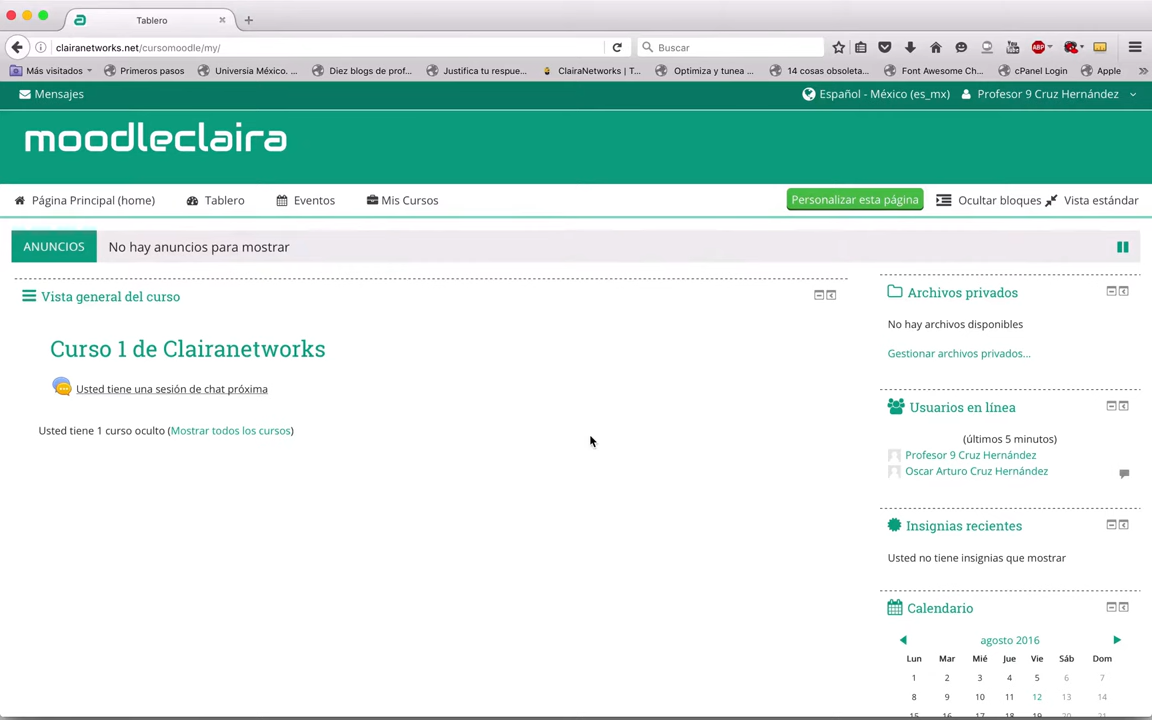 Tablero
clairanetworks.net/cursomoodle/my/
Buscar
Más visitados
Primeros pasos
Universia México. ...
Diez blogs de prof...
Justifica tu respue...
ClairaNetworks | T...
Optimiza y tunea ...
14 cosas obsoleta...
Font Awesome Ch...
cPanel Login
Apple
Mensajes
Español - México (es_mx)
Profesor 9 Cruz Hernández
moodleclaira
Página Principal (home)
Tablero
Eventos
Mis Cursos
Personalizar esta página
Ocultar bloques
Vista estándar
ANUNCIOS
No hay anuncios para mostrar
Vista general del curso
Curso 1 de Clairanetworks
Usted tiene una sesión de chat próxima
Usted tiene 1 curso oculto (Mostrar todos los cursos)
Archivos privados
No hay archivos disponibles
Gestionar archivos privados...
Usuarios en línea
(últimos 5 minutos)
Profesor 9 Cruz Hernández
Oscar Arturo Cruz Hernández
Insignias recientes
Usted no tiene insignias que mostrar
Calendario
agosto 2016
Lun Mar Mié Jue Vie Sáb Dom
1 2 3 4 5 6 7
8 9 10 11 12 13 14
15 16 17 18 19 20 21